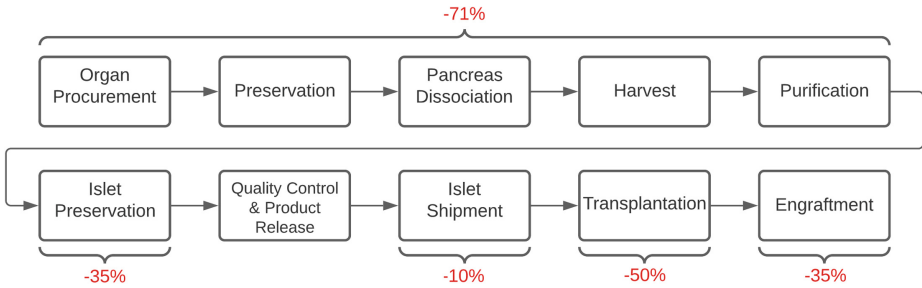 -71%
Organ
Procurement
Preservation
Pancreas
Dissociation
Harvest
Purification
Islet
Preservation
Quality Control
& Product
Release
Islet
Shipment
Transplantation
Engraftment
-35%
-10%
-50%
-35%